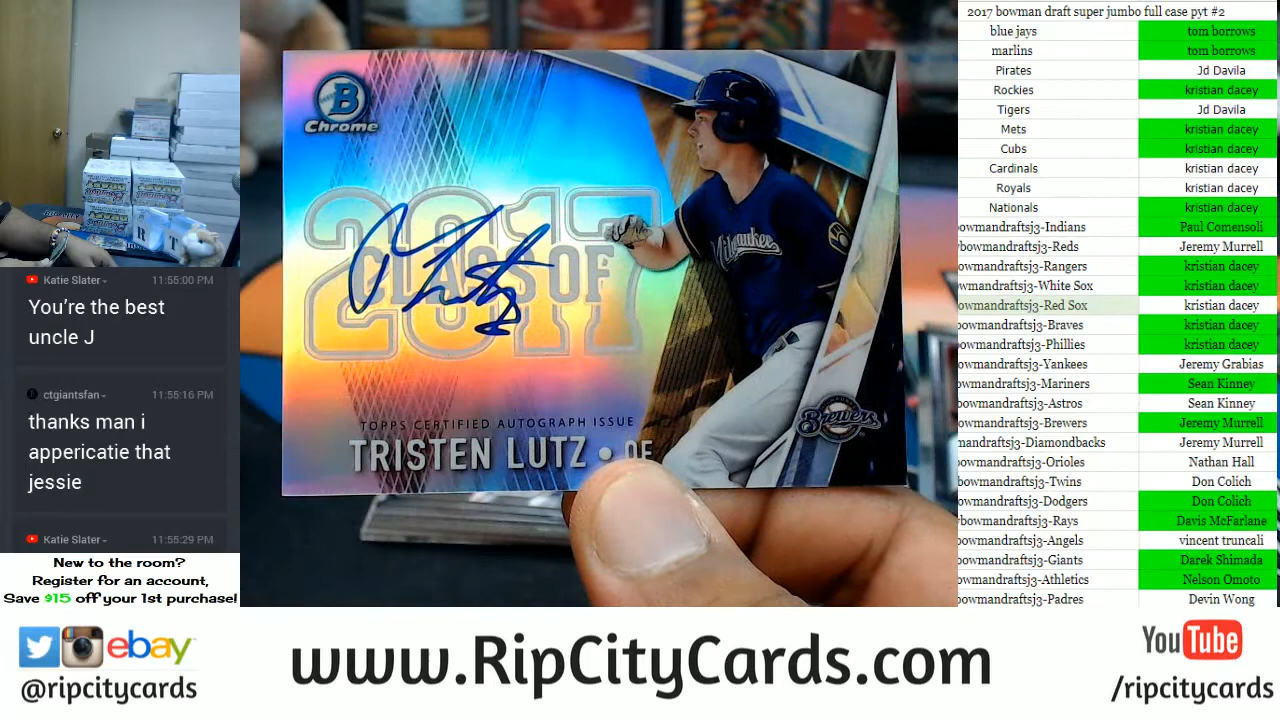 Katie Slater 11:55:00 PM
You're the best
uncle J
ctgiantsfan 11:55:16 PM
thanks man i
appericatie that
jessie
Katie Slater 11:55:29 PM
New to the room?
Register for an account,
Save $15 off your 1st purchase!
B
Chrome
2017
CLASS OF
TOPPS CERTIFIED AUTOGRAPH ISSUE
TRISTEN LUTZ • OF
Milwaukee
Brewers
R T
2017 bowman draft super jumbo full case pyt #2
blue jays tom borrows
marlins tom borrows
Pirates Jd Davila
Rockies kristian dacey
Tigers Jd Davila
Mets kristian dacey
Cubs kristian dacey
Cardinals kristian dacey
Royals kristian dacey
Nationals kristian dacey
owmandraftsj3-Indians Paul Comensoli
bowmandraftsj3-Reds Jeremy Murrell
owmandraftsj3-Rangers kristian dacey
wmandraftsj3-White Sox kristian dacey
owmandraftsj3-Red Sox kristian dacey
bowmandraftsj3-Braves kristian dacey
owmandraftsj3-Phillies kristian dacey
owmandraftsj3-Yankees Jeremy Grabias
owmandraftsj3-Mariners Sean Kinney
owmandraftsj3-Astros Sean Kinney
owmandraftsj3-Brewers Jeremy Murrell
mandraftsj3-Diamondbacks Jeremy Murrell
owmandraftsj3-Orioles Nathan Hall
owmandraftsj3-Twins Don Colich
owmandraftsj3-Dodgers Don Colich
bowmandraftsj3-Rays Davis McFarlane
owmandraftsj3-Angels vincent truncali
owmandraftsj3-Giants Darek Shimada
owmandraftsj3-Athletics Nelson Omoto
owmandraftsj3-Padres Devin Wong
ebay
@ripcitycards
www.RipCityCards.com
YouTube
/ripcitycards